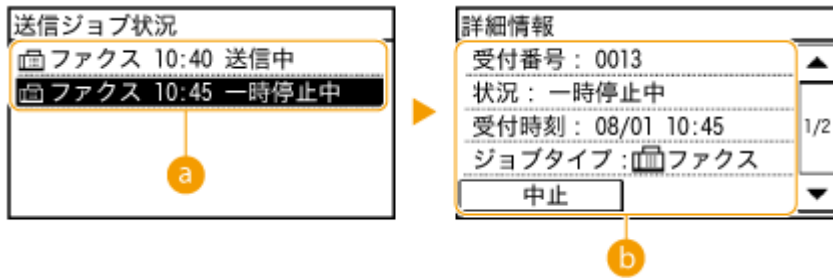 送信ジョブ状況
ファクス 10:40 送信中
ファクス 10:45 一時停止中
a
詳細情報
受付番号: 0013
状況: 一時停止中
受付時刻: 08/01 10:45
ジョブタイプ:ファクス
1/2
中止
b